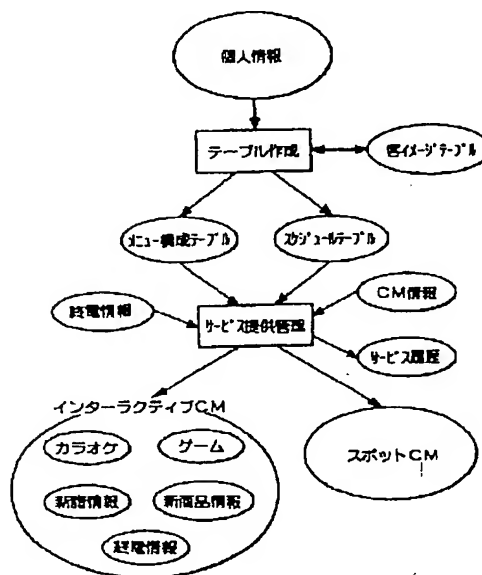 個人情報
テーブル作成
客イメージテーブル
メニュー構成テーブル
スケジュールテーブル
終電情報
CM情報
サービス提供管理
サービス履歴
インターラクティブCM
カラオケ
ゲーム
スポットCM
新商品情報
終電情報